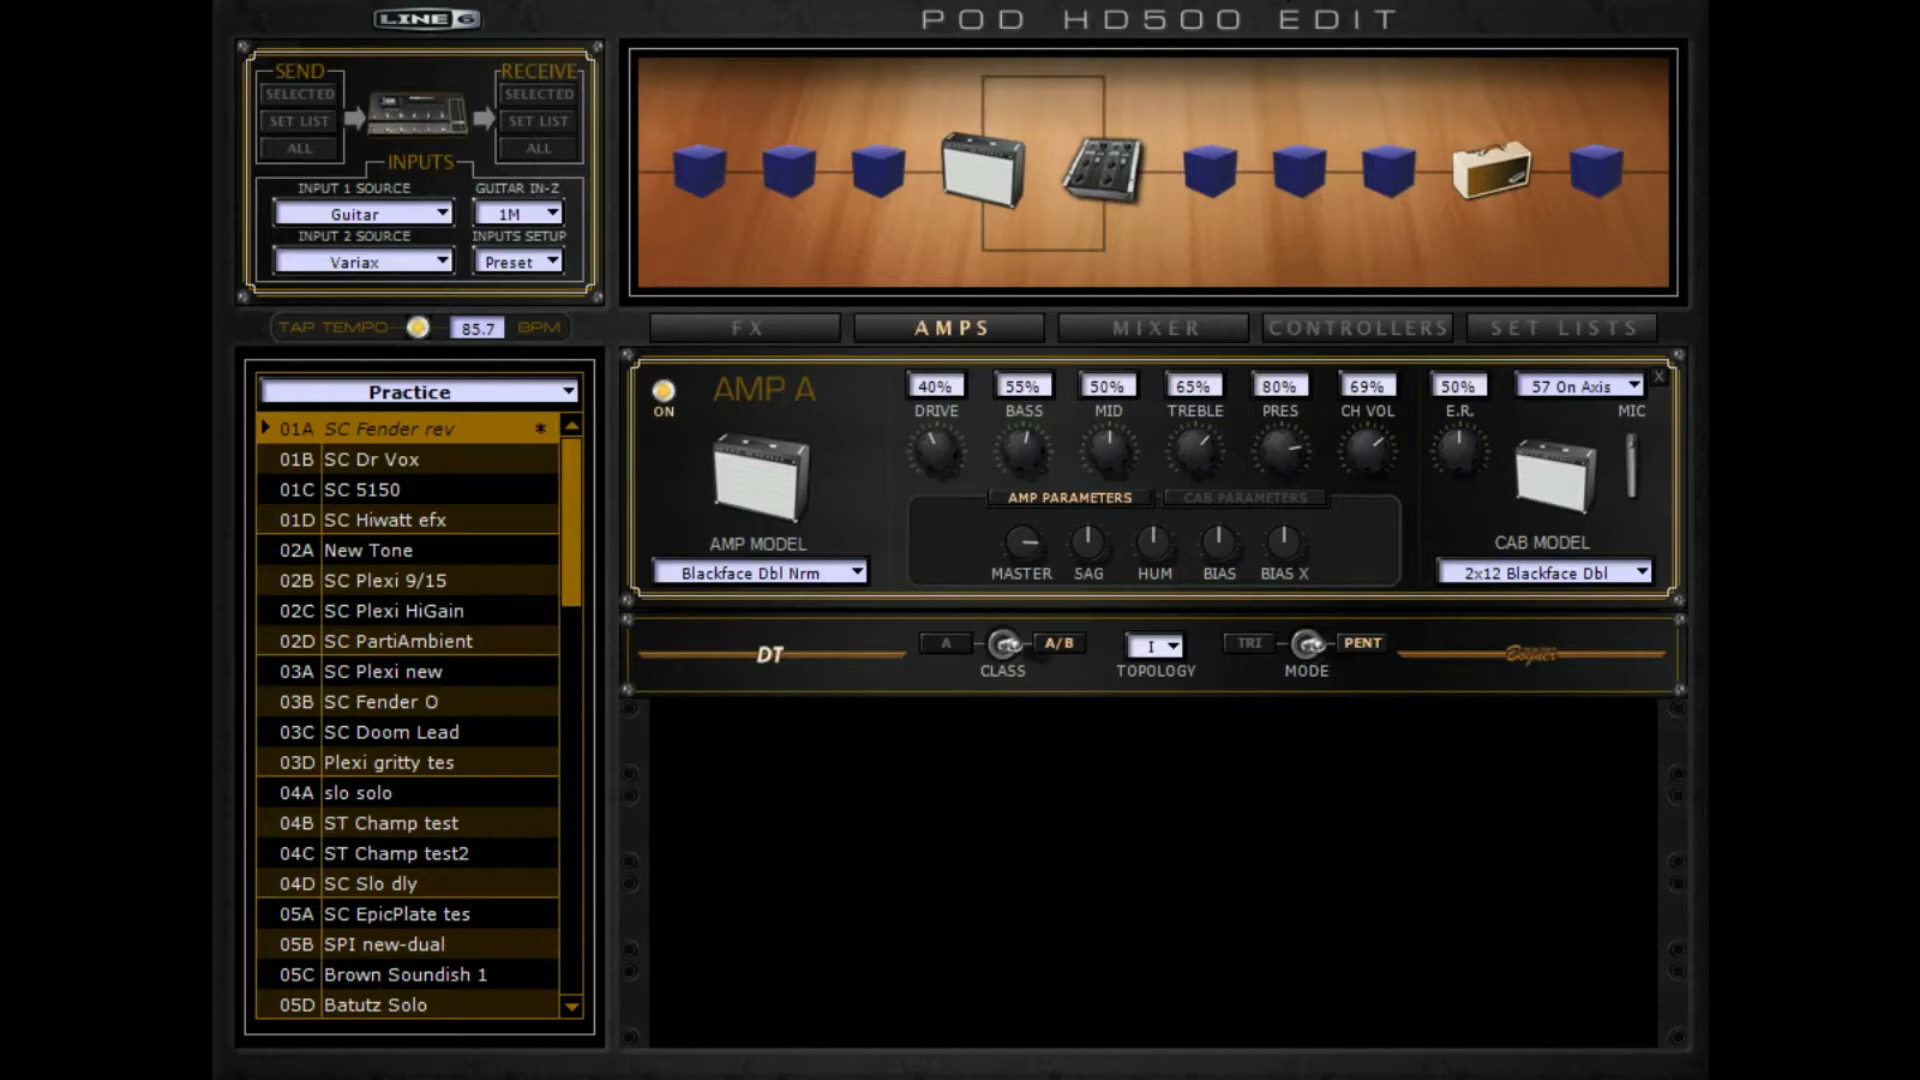 LINE 6
POD HD500 EDIT
SEND
RECEIVE
SELECTED
SELECTED
SET LIST
SET LIST
ALL
ALL
INPUTS
INPUT 1 SOURCE
GUITAR IN-Z
Guitar
1M
INPUT 2 SOURCE
INPUTS SETUP
Variax
Preset
TAP TEMPO
85.7
BPM
FX
AMPS
MIXER
CONTROLLERS
SET LISTS
Practice
01A SC Fender rev *
01B SC Dr Vox
01C SC 5150
01D SC Hiwatt efx
02A New Tone
02B SC Plexi 9/15
02C SC Plexi HiGain
02D SC PartiAmbient
03A SC Plexi new
03B SC Fender O
03C SC Doom Lead
03D Plexi gritty tes
04A slo solo
04B ST Champ test
04C ST Champ test2
04D SC Slo dly
05A SC EpicPlate tes
05B SPI new-dual
05C Brown Soundish 1
05D Batutz Solo
ON
AMP A
40%
55%
50%
65%
80%
69%
50%
57 On Axis
X
DRIVE
BASS
MID
TREBLE
PRES
CH VOL
E.R.
MIC
AMP PARAMETERS
CAB PARAMETERS
AMP MODEL
CAB MODEL
Blackface Dbl Nrm
MASTER
SAG
HUM
BIAS
BIAS X
2x12 Blackface Dbl
DT
A
A/B
CLASS
I
TOPOLOGY
TRI
PENT
MODE
Bogner